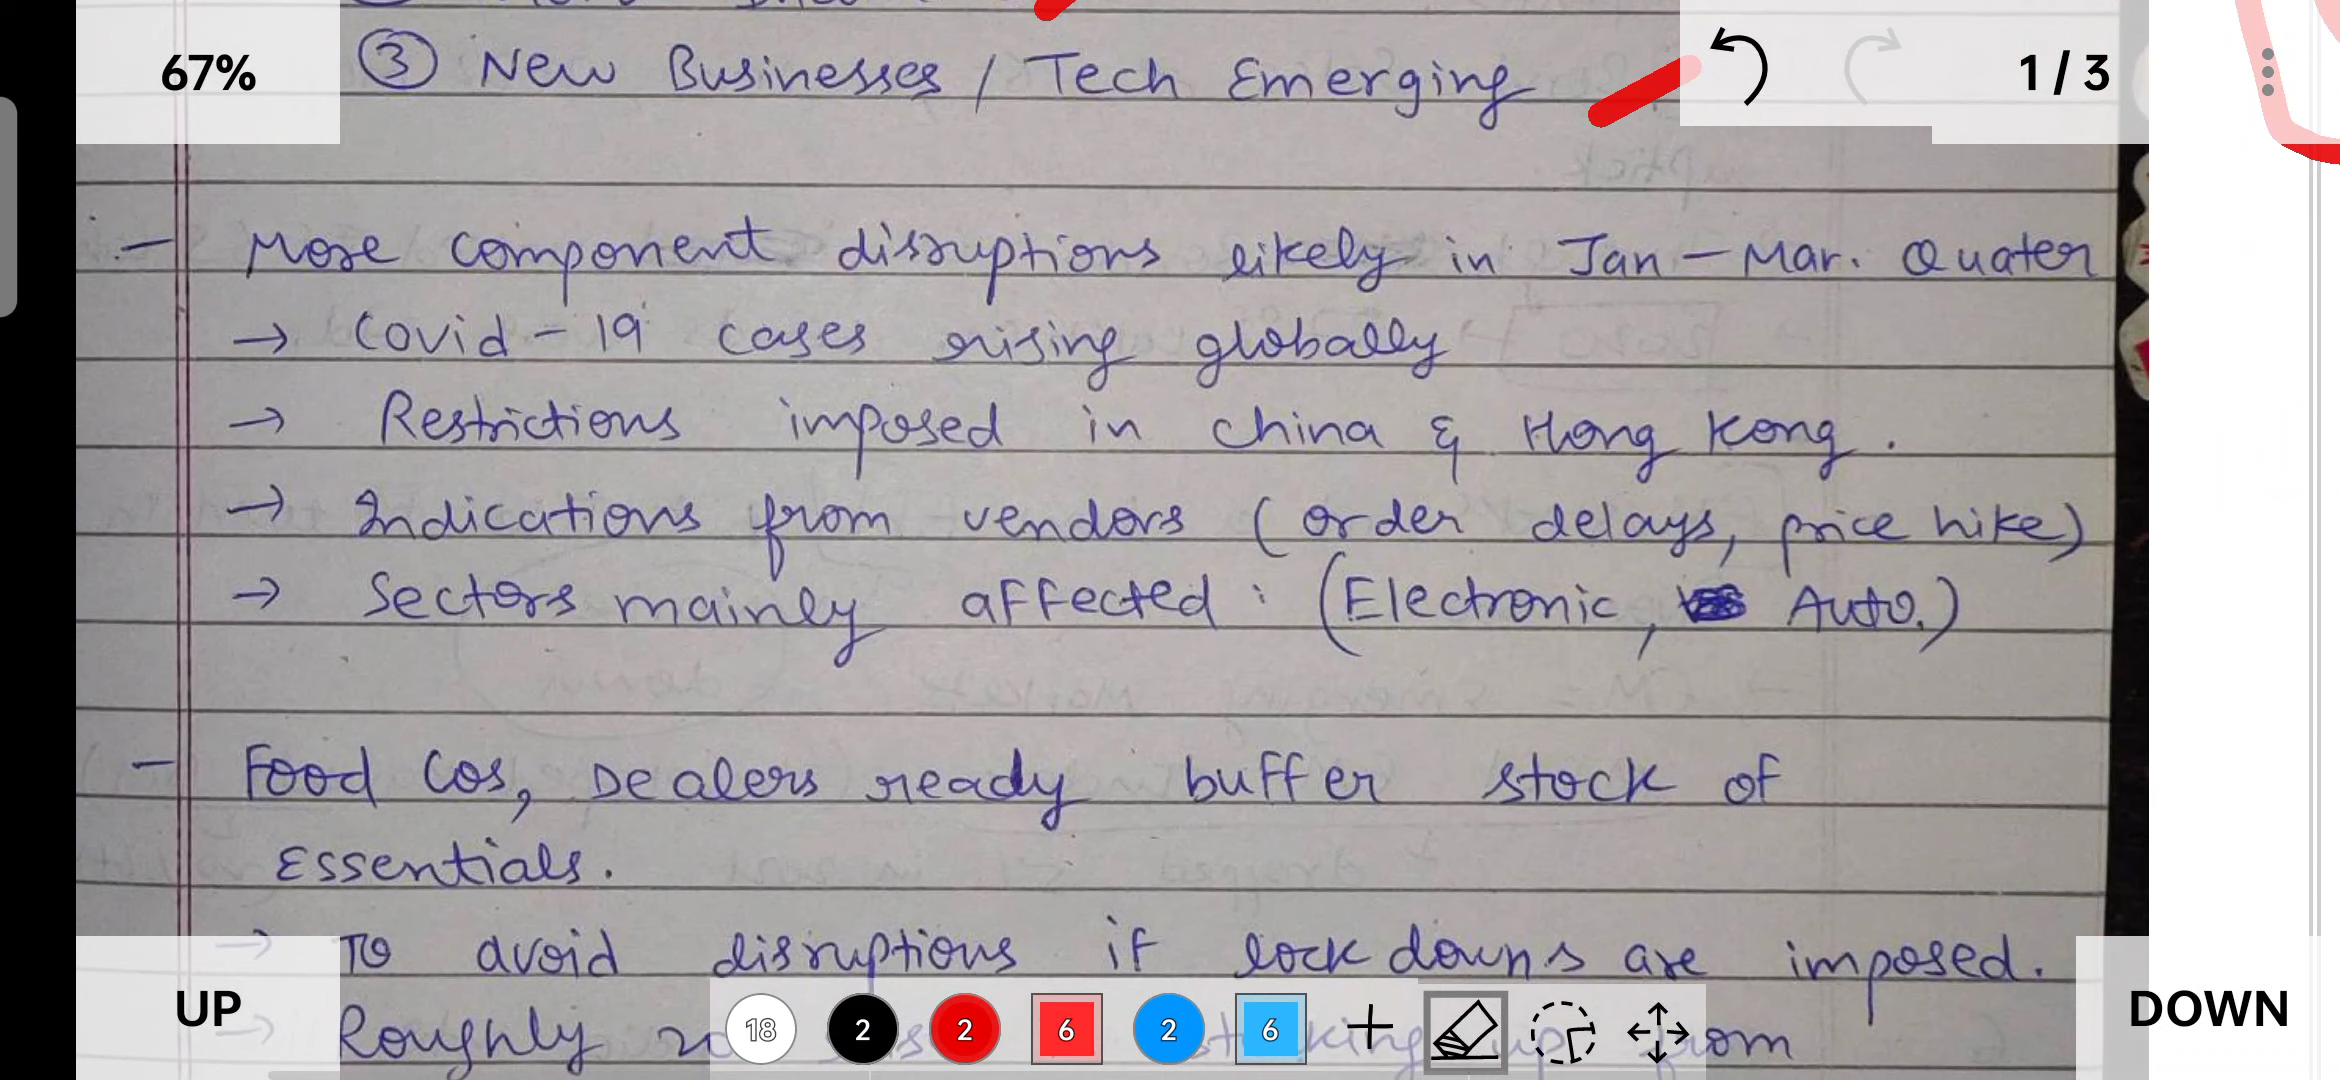 67%
③ New Businesses / Tech Emerging
1 / 3
- More component disruptions likely in Jan - Mar. Quater
→ Covid-19 cases rising globally
→ Restrictions imposed in china & Hong Kong.
→ Indications from vendors (order delays, price hike)
→ Sectors mainly affected : (Electronic, Auto.)
- Food Cos, Dealers ready buffer stock of
Essentials.
→ To avoid disruptions if lock downs are imposed.
UP
DOWN
→ Roughly up from
18 2 2 6 2 6